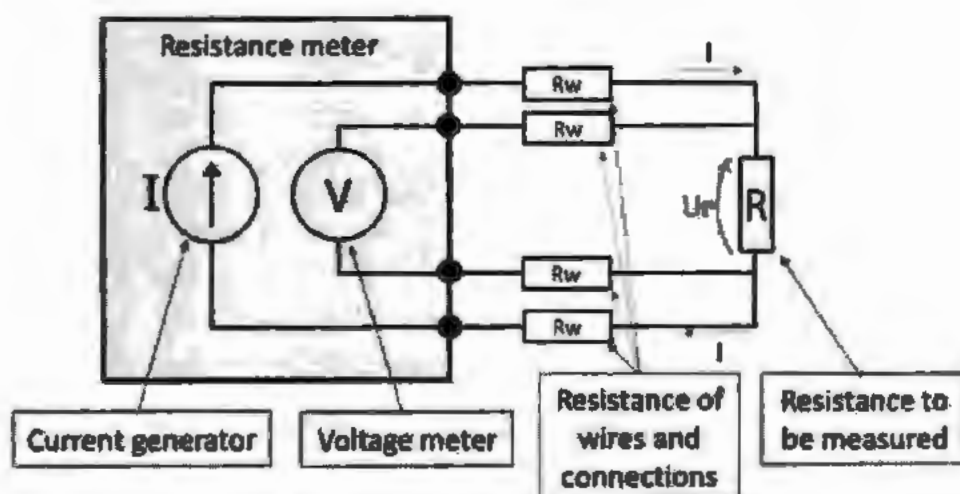 Resistance meter
I
Rw
Rw
I
V
Ur
R
Rw
Rw
I
Current generator
Voltage meter
Resistance of
wires and
connections
Resistance to
be measured